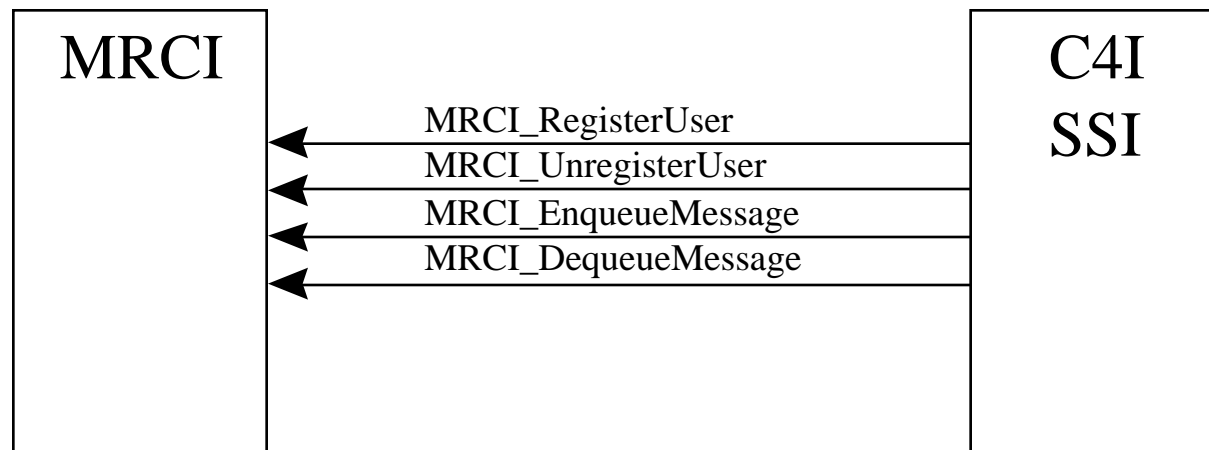 MRCI
C4I
SSI
MRCI_RegisterUser
MRCI_UnregisterUser
MRCI_EnqueueMessage
MRCI_DequeueMessage